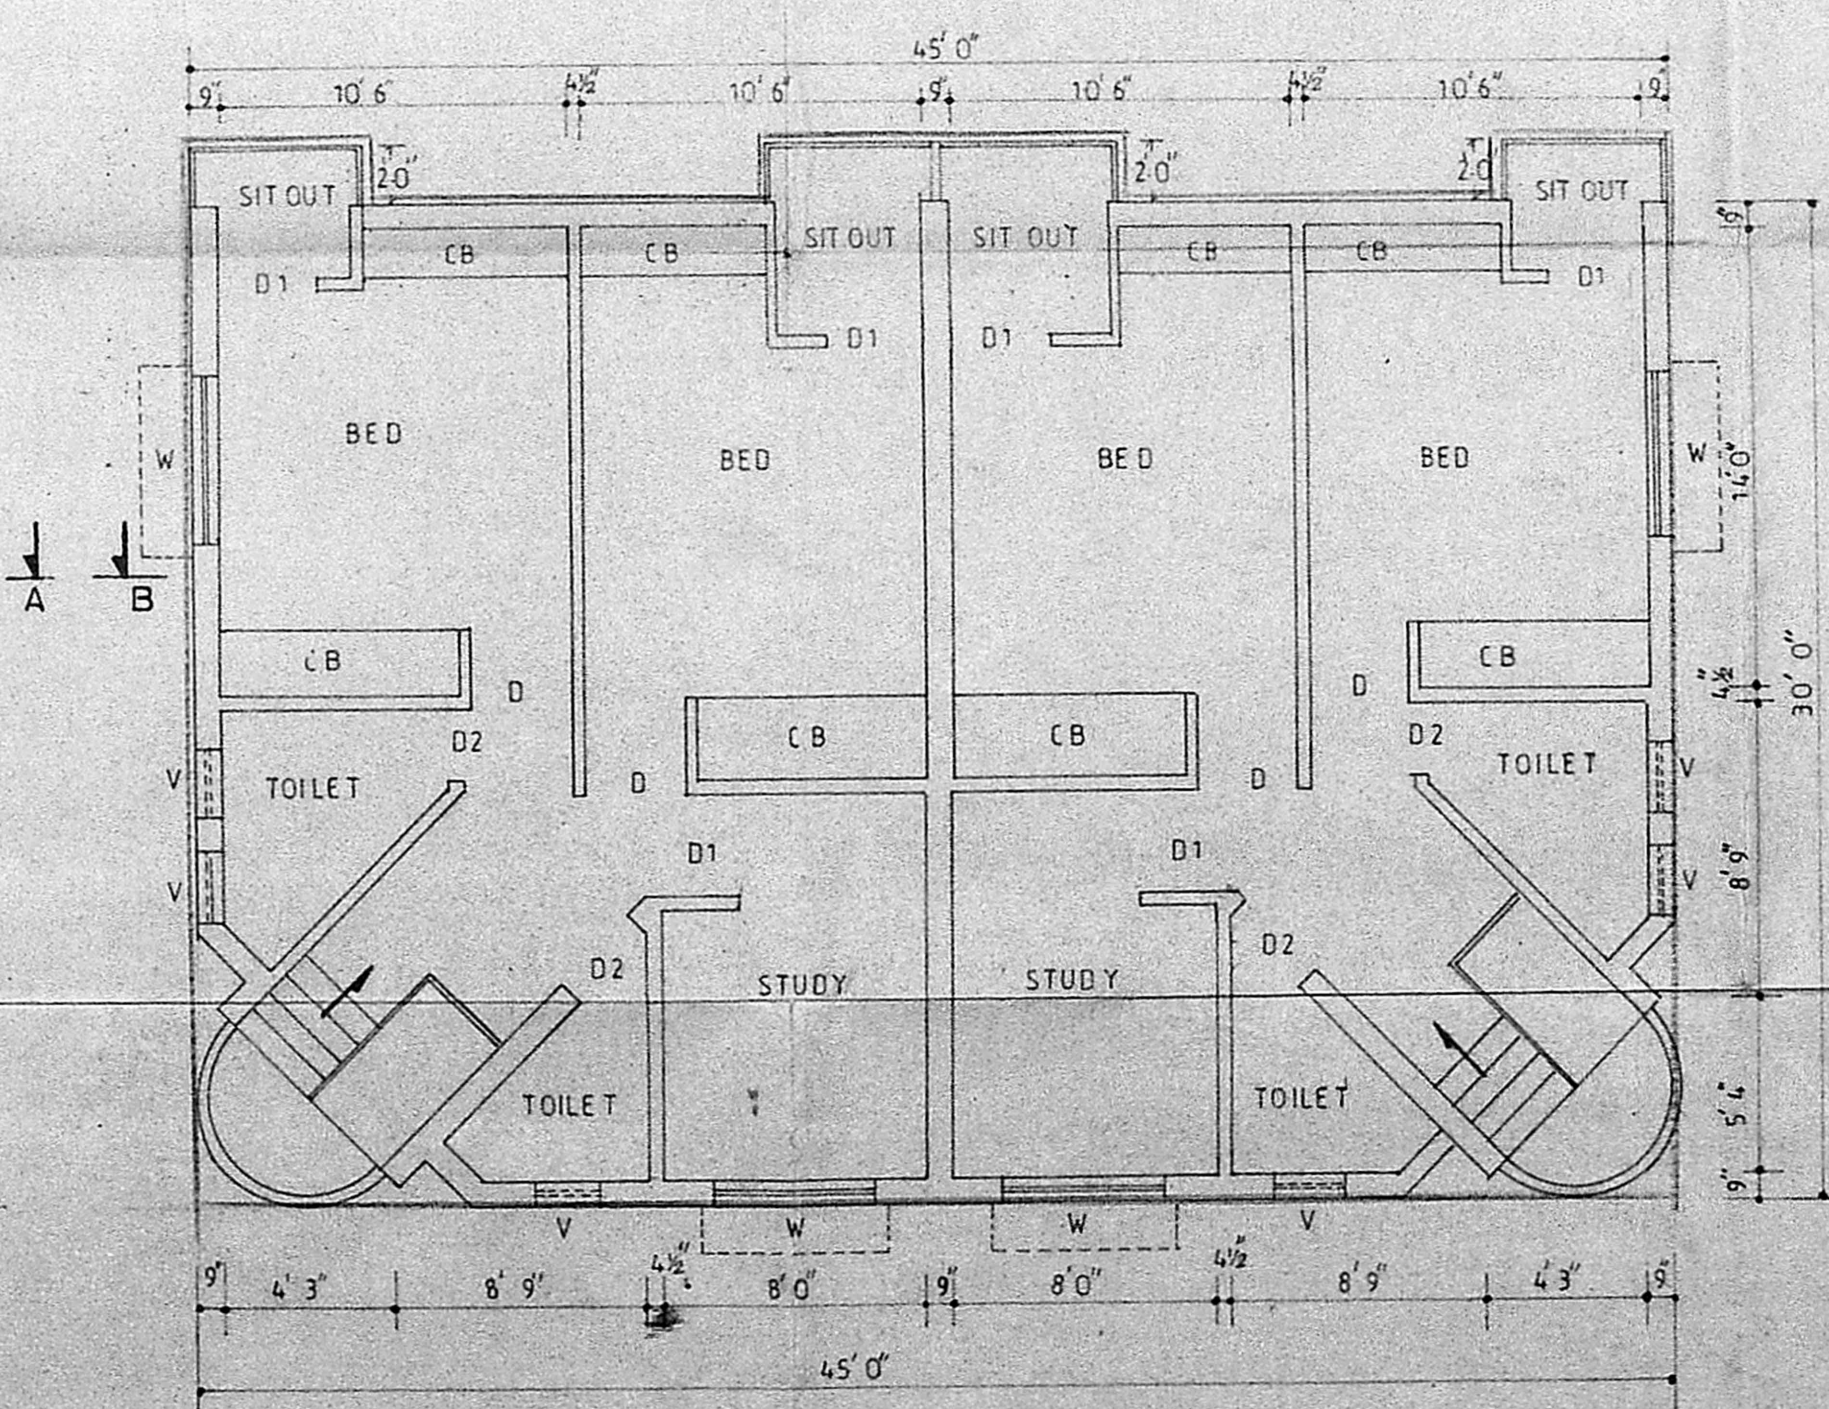 45' 0"
9" 10' 6" 4½" 10' 6" 9" 10' 6" 4½" 10' 6" 9"
2'0" 2'0" 2'0"
SIT OUT SIT OUT
SIT OUT SIT OUT
9"
CB CB CB CB
D1 D1
D1 D1
BED BED BED BED
W W
14'0"
A B
CB CB
D D
4½"
30' 0"
CB CB
D2 D2
TOILET TOILET
V V
D D
D1 D1
8' 9"
V V
D2 D2
STUDY STUDY
TOILET TOILET
5' 4"
9"
V W W V
9" 4' 3" 8' 9" 4½" 8' 0" 9" 8' 0" 4½" 8' 9" 4' 3" 9"
45' 0"